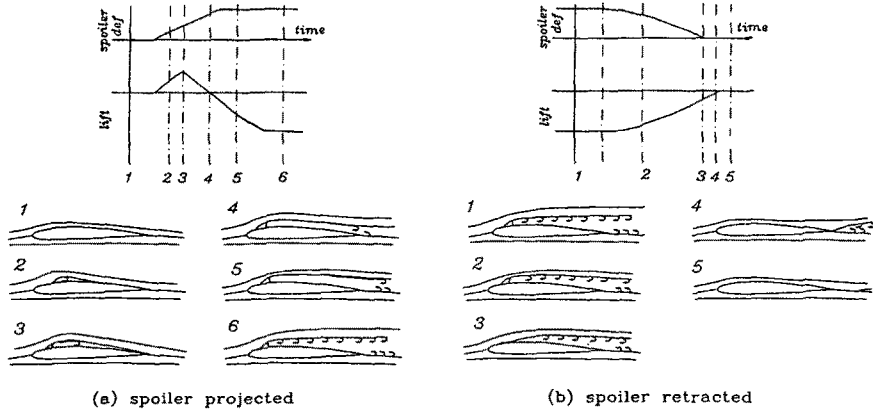 spoiler
def
time
lift
1 2 3 4 5 6
1 4
2 5
3 6
(a) spoiler projected
spoiler
def
time
lift
1 2 3 4 5
1 4
2 5
3
(b) spoiler retracted